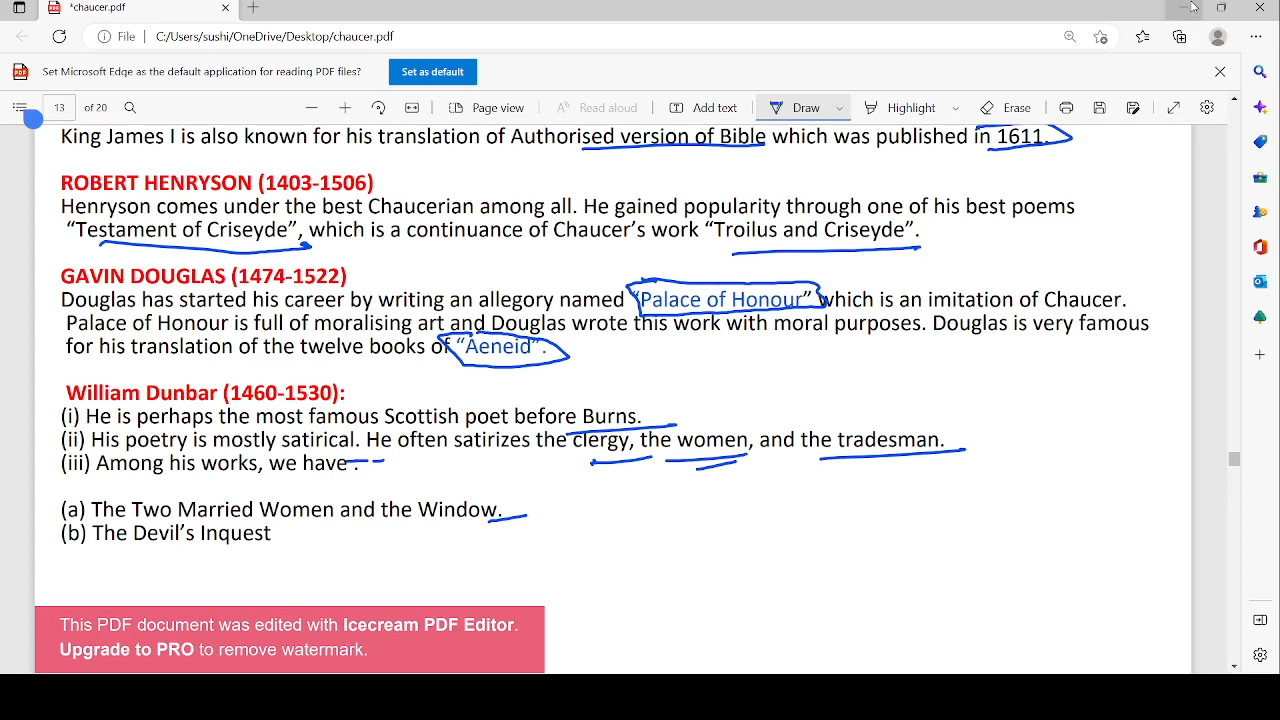 *chaucer.pdf
File C:/Users/sushi/OneDrive/Desktop/chaucer.pdf
Set Microsoft Edge as the default application for reading PDF files? Set as default
13 of 20 Page view Read aloud Add text Draw Highlight Erase
King James I is also known for his translation of Authorised version of Bible which was published in 1611.
ROBERT HENRYSON (1403-1506)
Henryson comes under the best Chaucerian among all. He gained popularity through one of his best poems
“Testament of Criseyde”, which is a continuance of Chaucer’s work “Troilus and Criseyde”.
GAVIN DOUGLAS (1474-1522)
Douglas has started his career by writing an allegory named “Palace of Honour” which is an imitation of Chaucer.
Palace of Honour is full of moralising art and Douglas wrote this work with moral purposes. Douglas is very famous
for his translation of the twelve books of “Aeneid”.
William Dunbar (1460-1530):
(i) He is perhaps the most famous Scottish poet before Burns.
(ii) His poetry is mostly satirical. He often satirizes the clergy, the women, and the tradesman.
(iii) Among his works, we have :
(a) The Two Married Women and the Window.
(b) The Devil’s Inquest
This PDF document was edited with Icecream PDF Editor.
Upgrade to PRO to remove watermark.